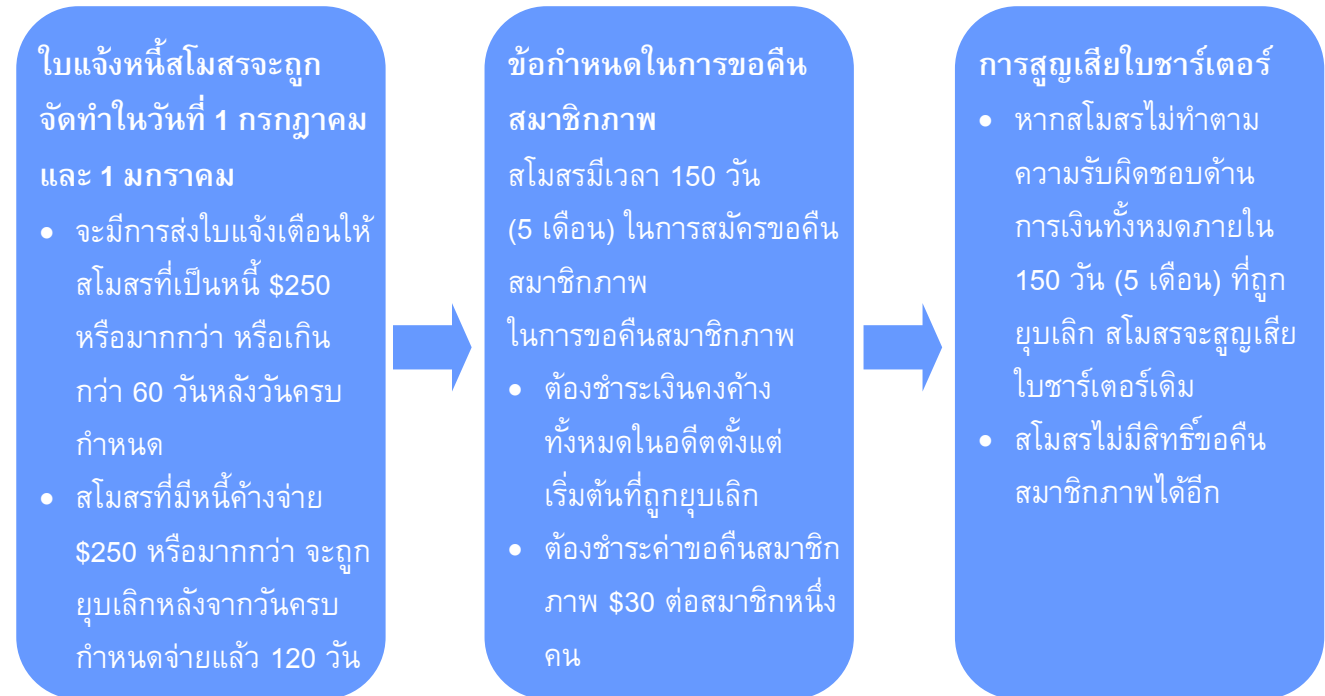 ใบแจ้งหนี้สโมสรจะถูก
จัดทำในวันที่ 1 กรกฎาคม
และ 1 มกราคม
• จะมีการส่งใบแจ้งเตือนให้
สโมสรที่เป็นหนี้ $250
หรือมากกว่า หรือเกิน
กว่า 60 วันหลังวันครบ
กำหนด
• สโมสรที่มีหนี้ค้างจ่าย
$250 หรือมากกว่า จะถูก
ยุบเลิกหลังจากวันครบ
กำหนดจ่ายแล้ว 120 วัน
ข้อกำหนดในการขอคืน
สมาชิกภาพ
สโมสรมีเวลา 150 วัน
(5 เดือน) ในการสมัครขอคืน
สมาชิกภาพ
ในการขอคืนสมาชิกภาพ
• ต้องชำระเงินคงค้าง
ทั้งหมดในอดีตตั้งแต่
เริ่มต้นที่ถูกยุบเลิก
• ต้องชำระค่าขอคืนสมาชิก
ภาพ $30 ต่อสมาชิกหนึ่ง
คน
การสูญเสียใบชาร์เตอร์
• หากสโมสรไม่ทำตาม
ความรับผิดชอบด้าน
การเงินทั้งหมดภายใน
150 วัน (5 เดือน) ที่ถูก
ยุบเลิก สโมสรจะสูญเสีย
ใบชาร์เตอร์เดิม
• สโมสรไม่มีสิทธิ์ขอคืน
สมาชิกภาพได้อีก